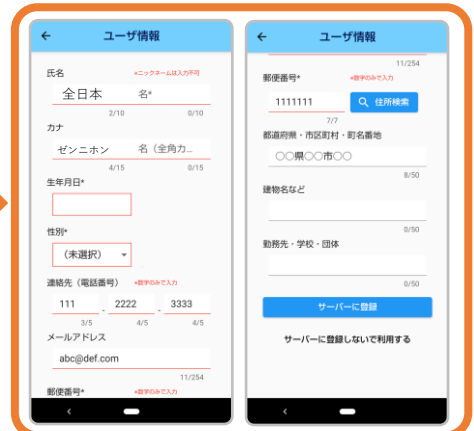 ← ユーザ情報
氏名 *ニックネームは入力不可
全日本 名*
2/10 0/10
カナ
ゼンニホン 名（全角カ...
4/15 0/15
生年月日*
性別*
（未選択）
連絡先（電話番号） *数字のみで入力
111 - 2222 - 3333
3/5 4/5 4/5
メールアドレス
abc@def.com
11/254
郵便番号* *数字のみで入力
← ユーザ情報
11/254
郵便番号* *数字のみで入力
1111111 住所検索
7/7
都道府県・市区町村・町名番地
○○県○○市○○
8/50
建物名など
0/50
勤務先・学校・団体
0/50
サーバーに登録
サーバーに登録しないで利用する